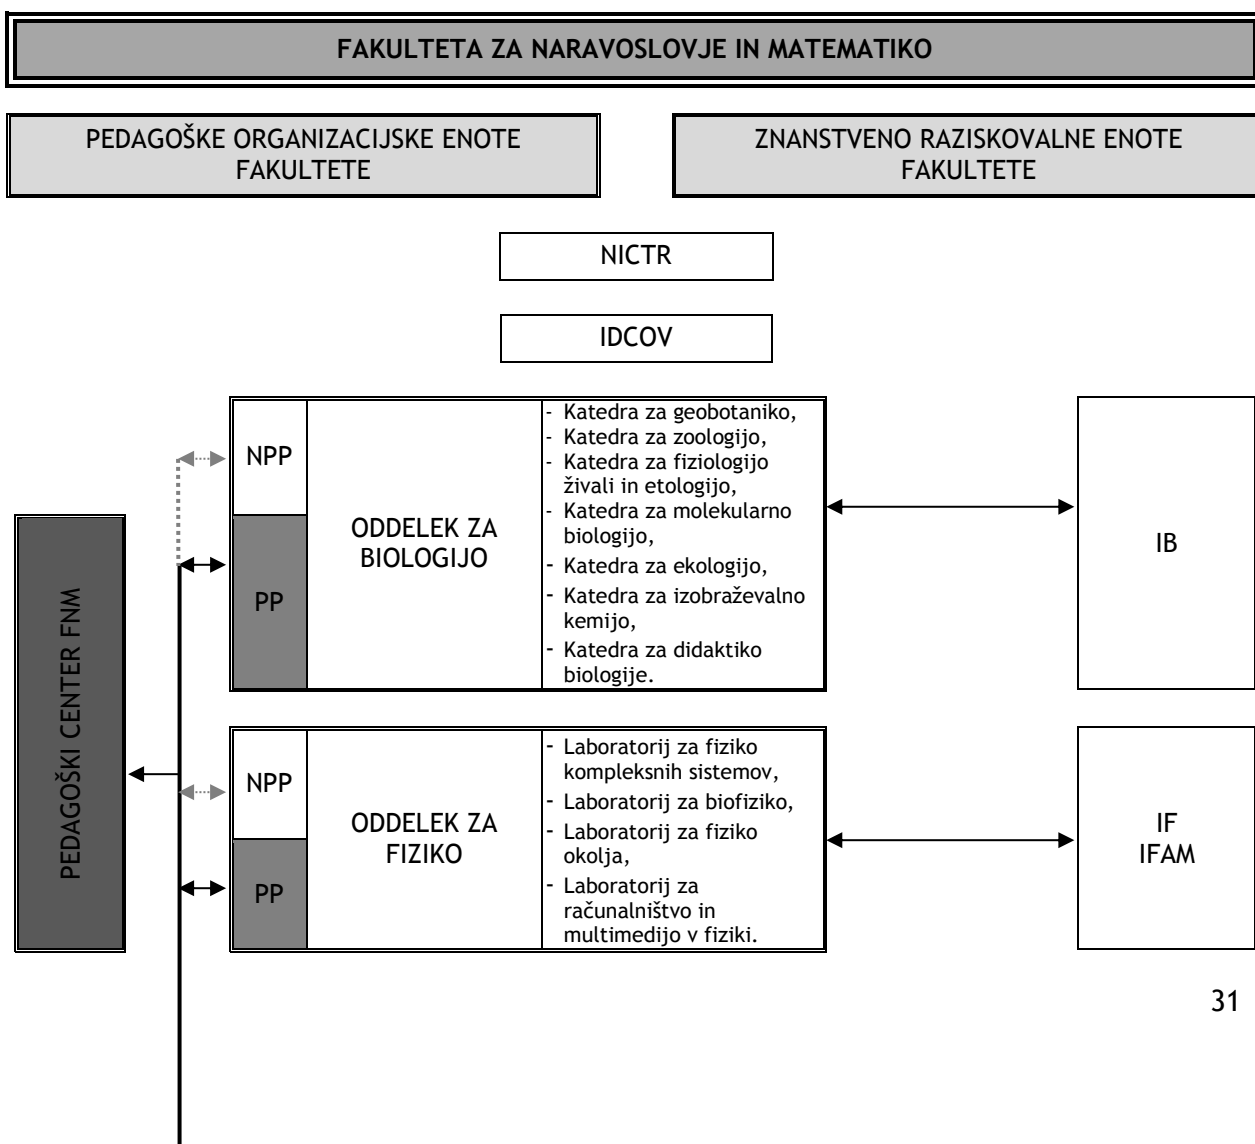 FAKULTETA ZA NARAVOSLOVJE IN MATEMATIKO
PEDAGOŠKE ORGANIZACIJSKE ENOTE
FAKULTETE
ZNANSTVENO RAZISKOVALNE ENOTE
FAKULTETE
NICTR
IDCOV
PEDAGOŠKI CENTER FNM
NPP
PP
ODDELEK ZA
BIOLOGIJO
- Katedra za geobotaniko,
- Katedra za zoologijo,
- Katedra za fiziologijo
živali in etologijo,
- Katedra za molekularno
biologijo,
- Katedra za ekologijo,
- Katedra za izobraževalno
kemijo,
- Katedra za didaktiko
biologije.
IB
NPP
PP
ODDELEK ZA
FIZIKO
- Laboratorij za fiziko
kompleksnih sistemov,
- Laboratorij za biofiziko,
- Laboratorij za fiziko
okolja,
- Laboratorij za
računalništvo in
multimedijo v fiziki.
IF
IFAM
31